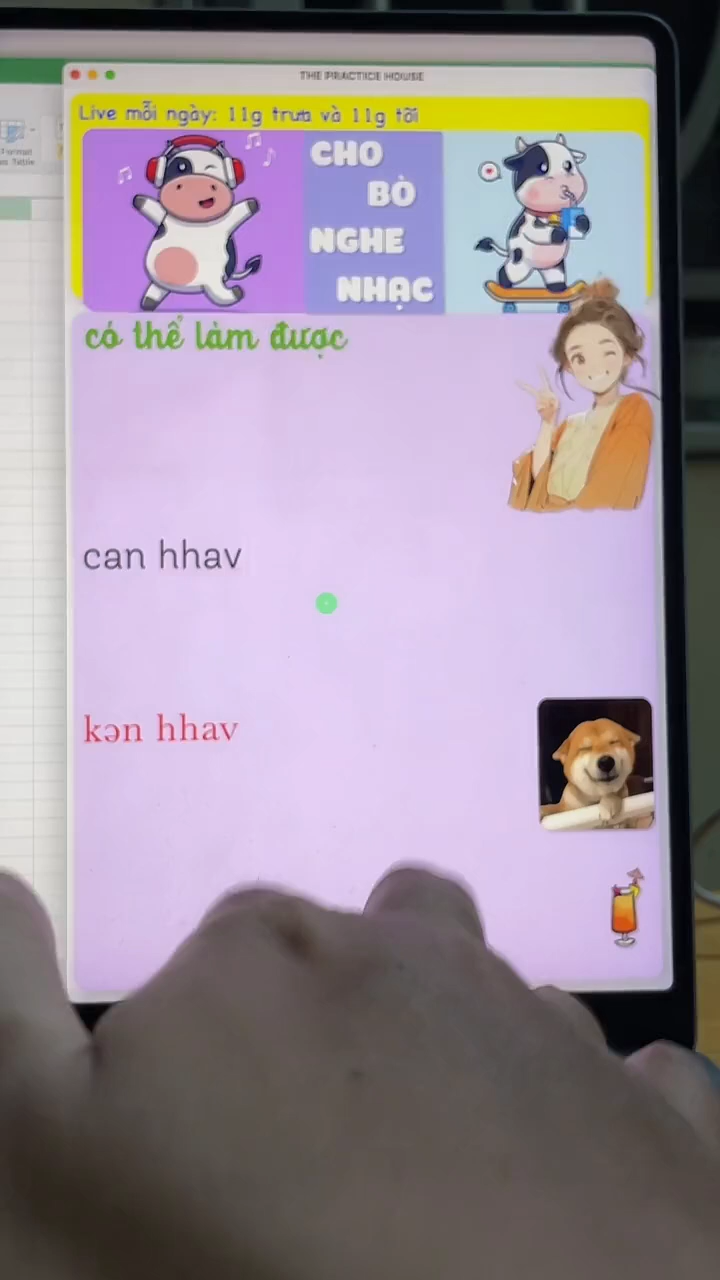 THE PRACTICE HOUSE
Live mỗi ngày: 11g trưa và 11g tối
CHO
BÒ
NGHE
NHẠC
có thể làm được
can hhav
kən hhav